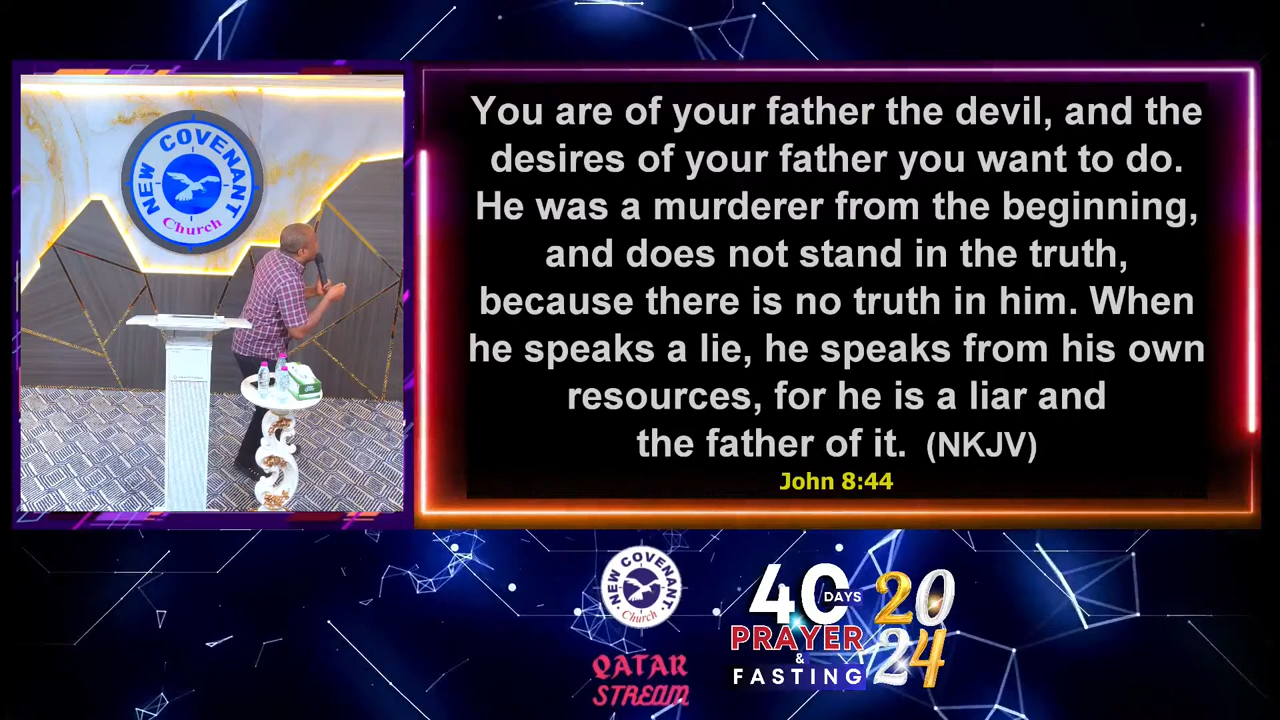 NEW COVENANT
Church
You are of your father the devil, and the
desires of your father you want to do.
He was a murderer from the beginning,
and does not stand in the truth,
because there is no truth in him. When
he speaks a lie, he speaks from his own
resources, for he is a liar and
the father of it. (NKJV)
John 8:44
NEW COVENANT
Church
QATAR
STREAM
40 DAYS
PRAYER
&
FASTING
20
24